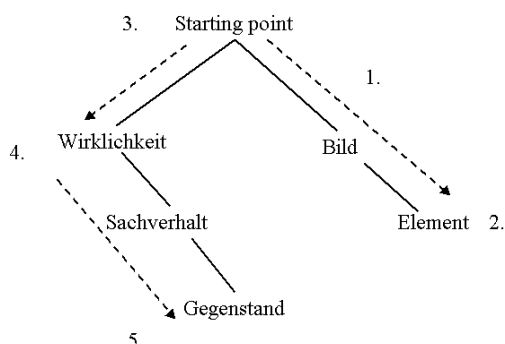 3. Starting point
1.
Wirklichkeit
Bild
4.
Sachverhalt
Element 2.
Gegenstand
5